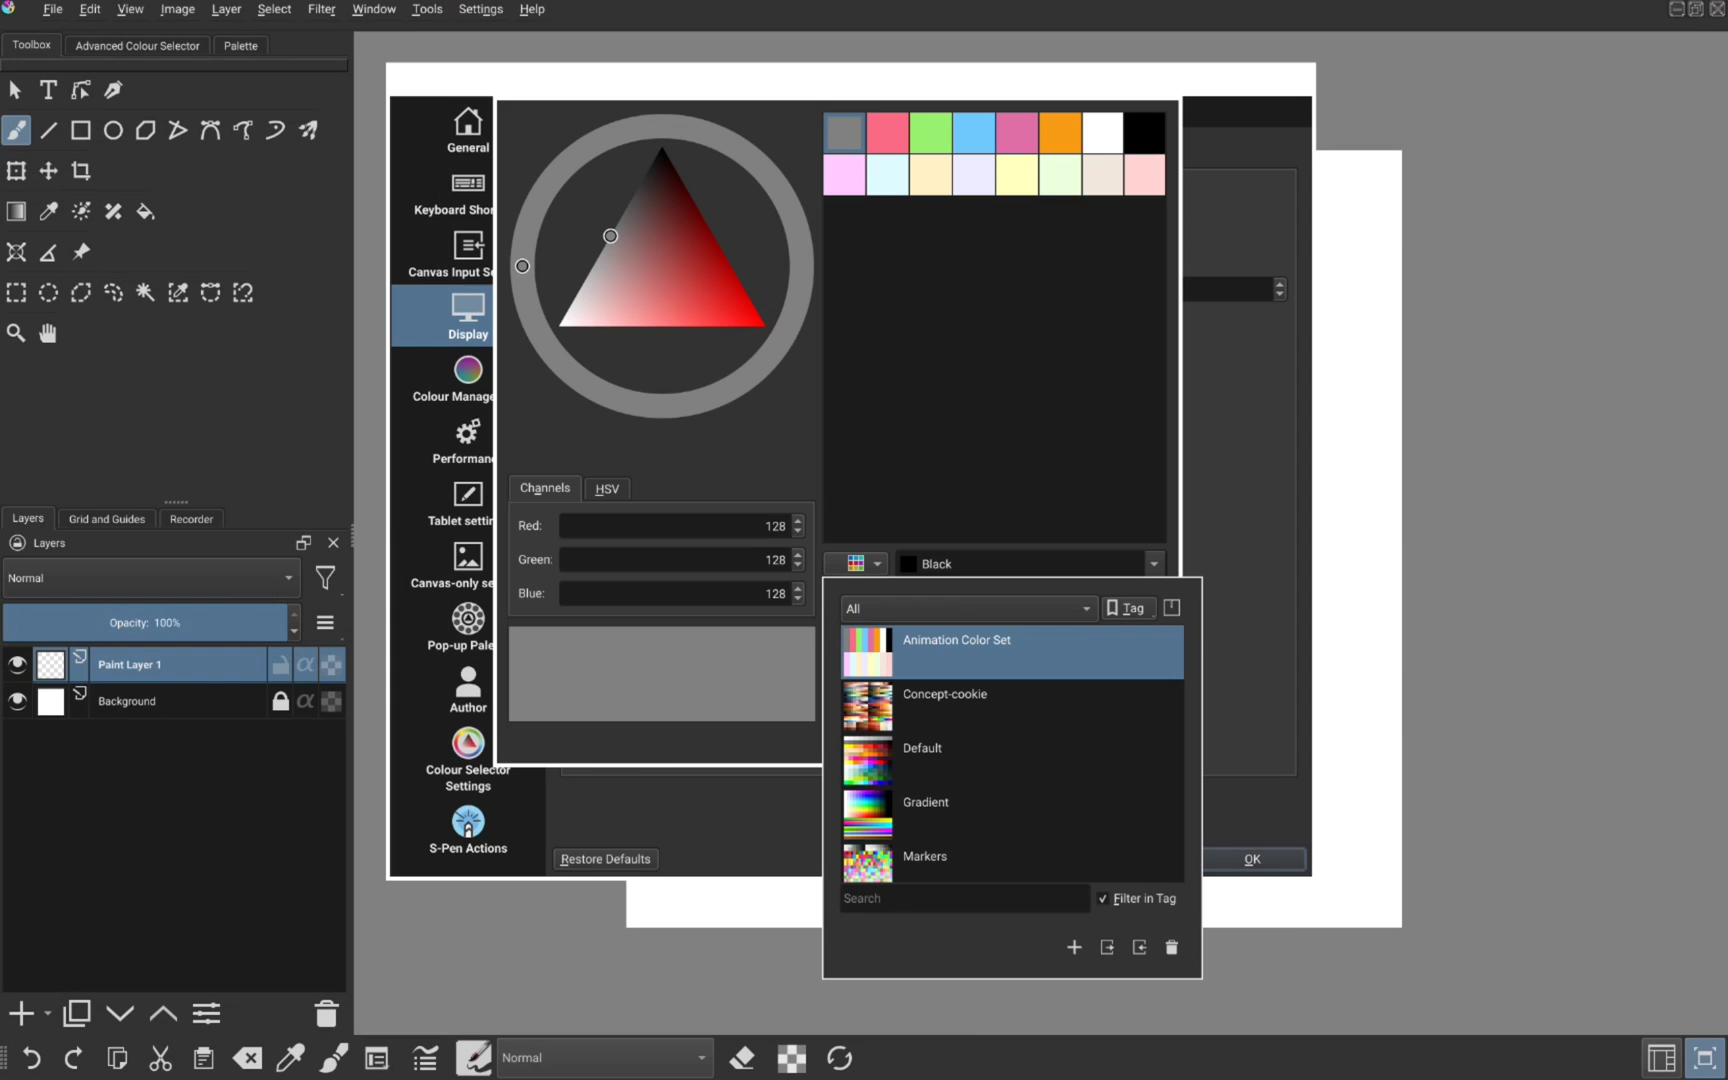 File Edit View Image Layer Select Filter Window Tools Settings Help
Toolbox Advanced Colour Selector Palette
General
Keyboard Shor
Canvas Input Se
Display
Colour Manage
Performan
Tablet settin
Canvas-only se
Pop-up Pale
Author
Colour Selector
Settings
S-Pen Actions
Channels HSV
Red: 128
Green: 128
Blue: 128
Black
All Tag
Animation Color Set
Concept-cookie
Default
Gradient
Markers
Search Filter in Tag
Restore Defaults
OK
Layers Grid and Guides Recorder
Layers
Normal
Opacity: 100%
Paint Layer 1
Background
Normal